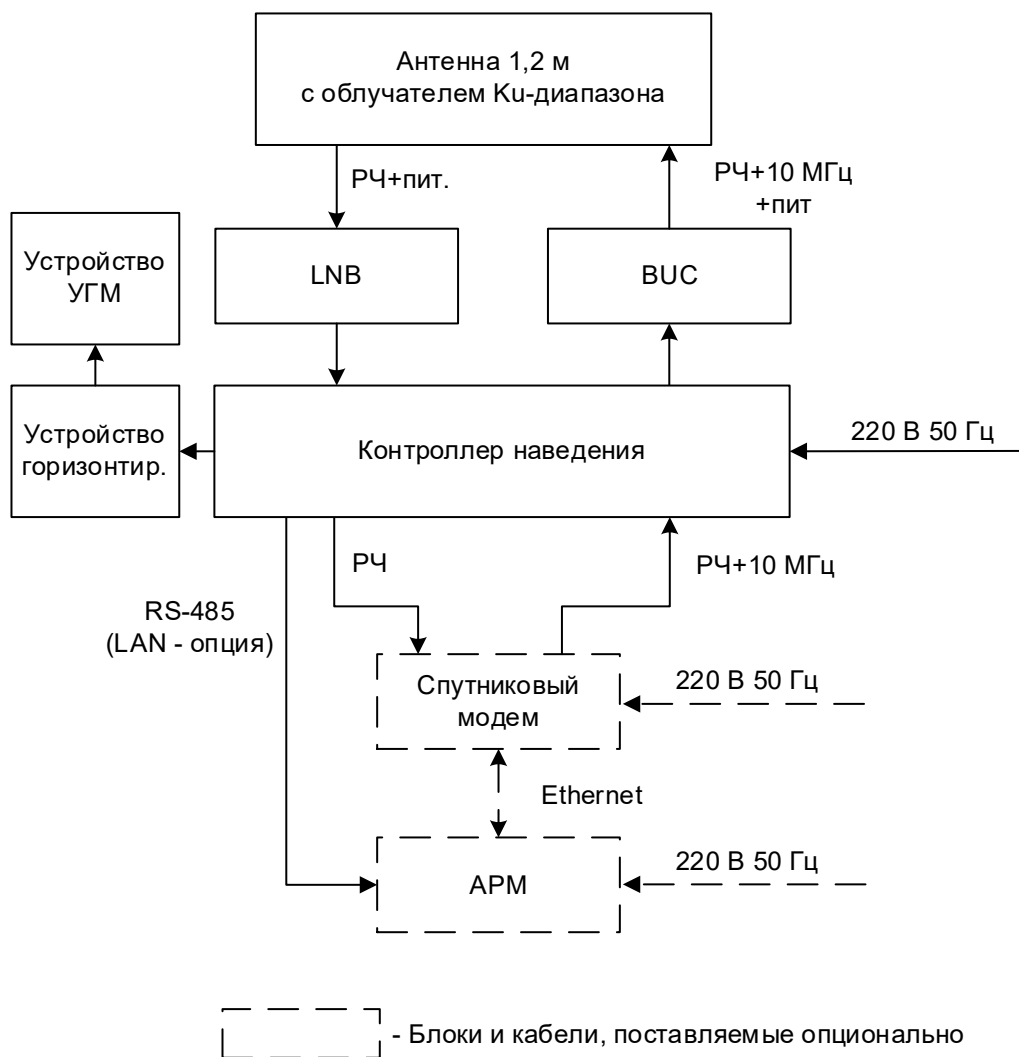 Антенна 1,2 м
с облучателем Ku-диапазона
РЧ+пит.
РЧ+10 МГц
+пит
Устройство
УГМ
LNB
BUC
Устройство
горизонтир.
Контроллер наведения
220 В 50 Гц
РЧ
РЧ+10 МГц
RS-485
(LAN - опция)
Спутниковый
модем
220 В 50 Гц
Ethernet
АРМ
220 В 50 Гц
- Блоки и кабели, поставляемые опционально